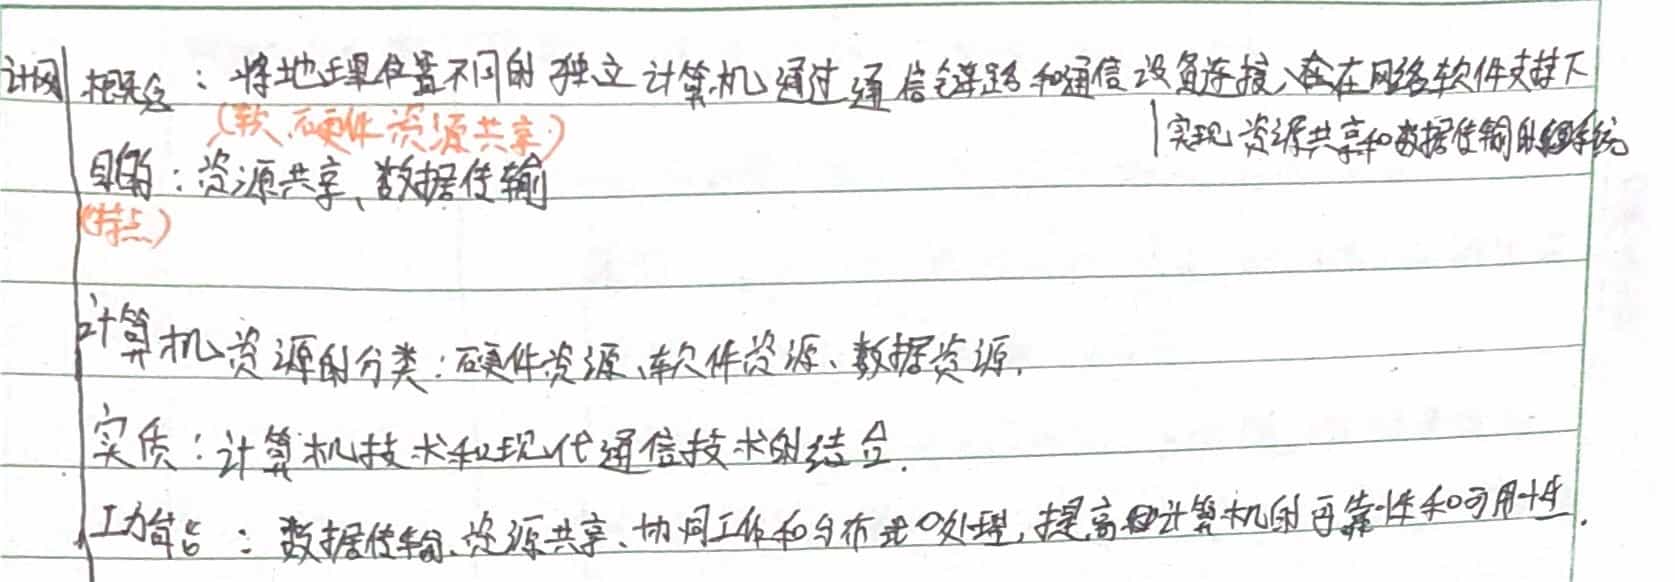 计网 概念：将地理位置不同的独立计算机通过通信链路和通信设备连接、在网络软件支持下
实现资源共享和数据传输的系统
(软、硬件资源共享)
目的：资源共享、数据传输
(特点)
计算机资源的分类：硬件资源、软件资源、数据资源.
实质：计算机技术和现代通信技术的结合.
功能：数据传输、资源共享、协同工作和分布式处理,提高计算机的可靠性和可用性.